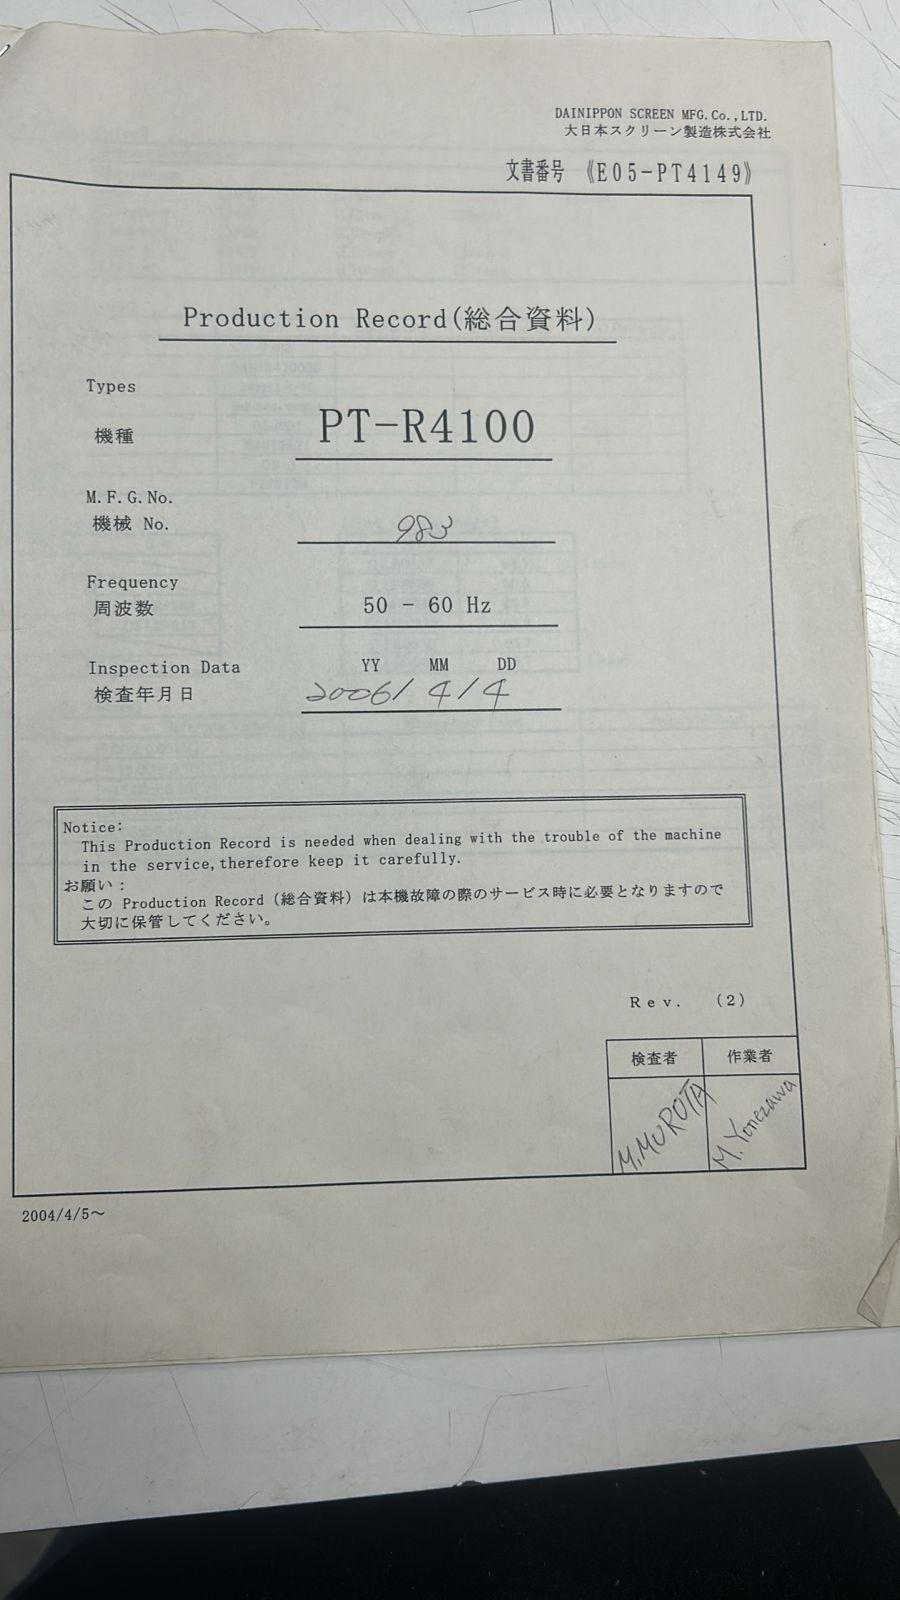 DAINIPPON SCREEN MFG.Co.,LTD.
大日本スクリーン製造株式会社
文書番号 《E05-PT4149》
Production Record(総合資料)
Types
機種
PT-R4100
M.F.G.No.
機械 No.
983
Frequency
周波数
50 - 60 Hz
Inspection Data
検査年月日
YY MM DD
2006/4/4
Notice:
This Production Record is needed when dealing with the trouble of the machine
in the service,therefore keep it carefully.
お願い:
この Production Record(総合資料)は本機故障の際のサービス時に必要となりますので
大切に保管してください。
Rev. (2)
検査者 作業者
M.MUROTA M.Yonezawa
2004/4/5～